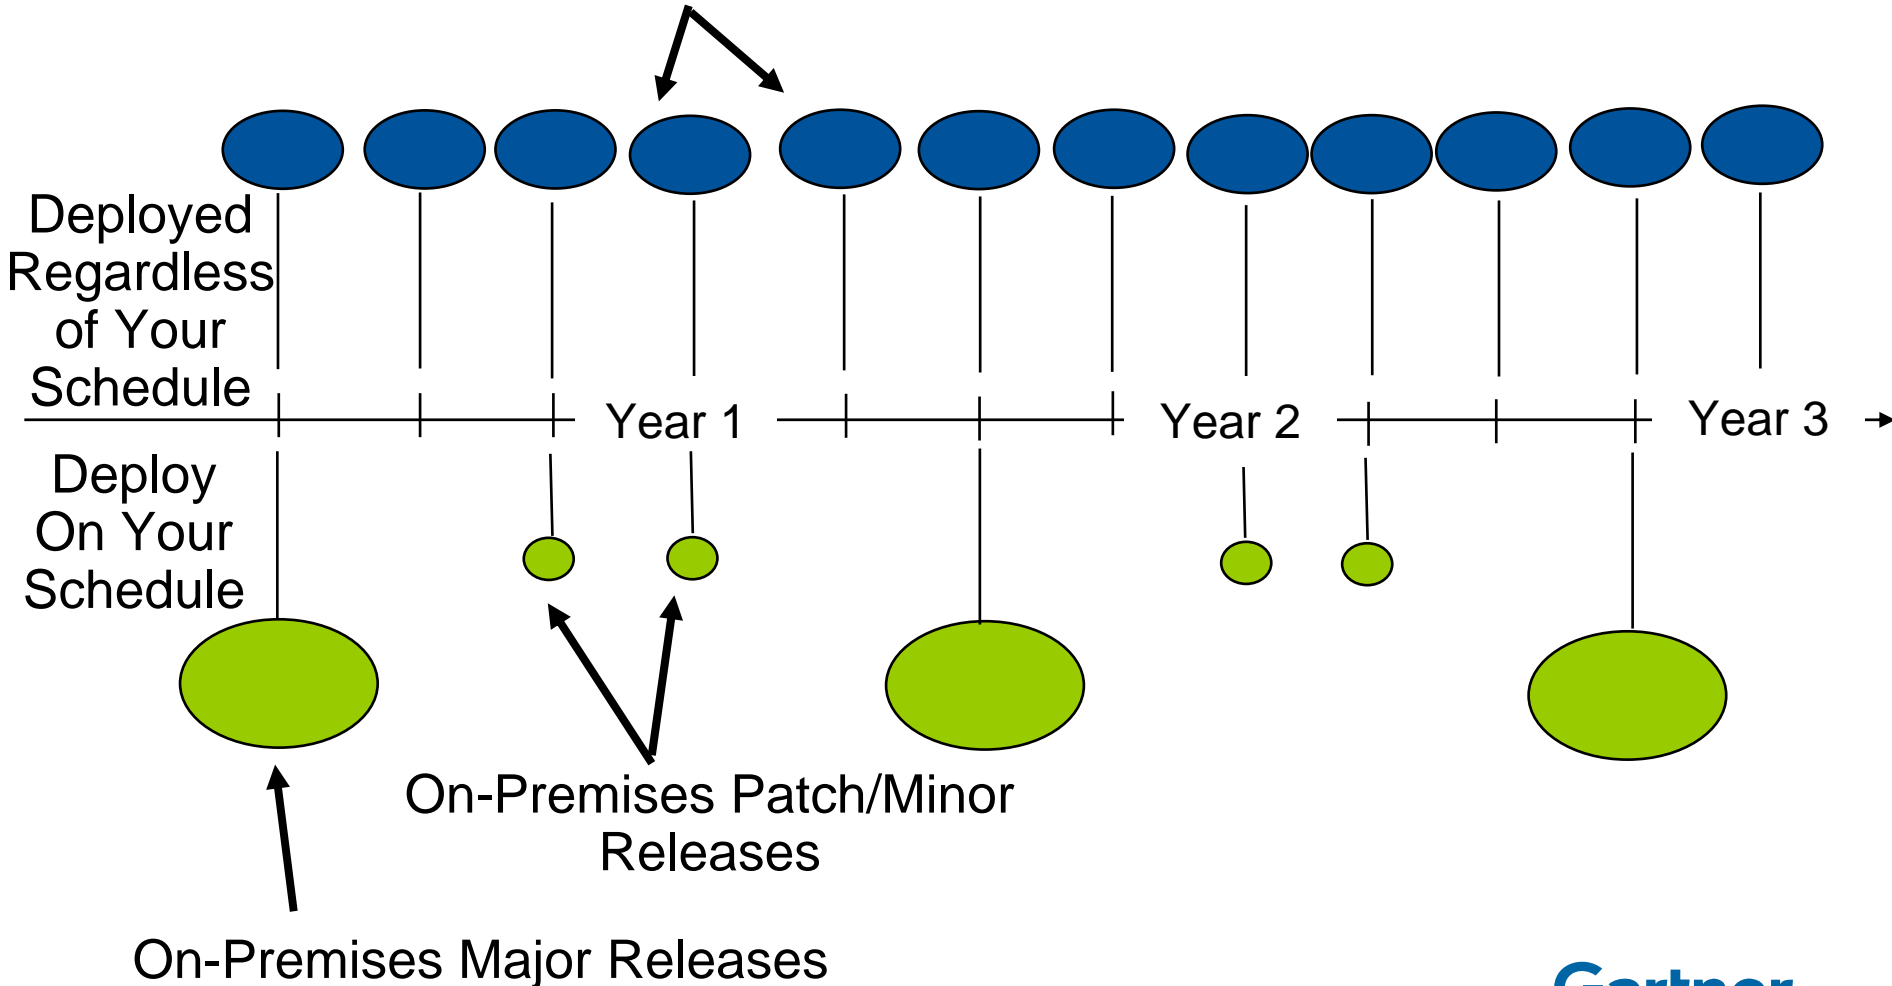 Deployed
Regardless
of Your
Schedule
Year 1
Year 2
Year 3
Deploy
On Your
Schedule
On-Premises Patch/Minor
Releases
On-Premises Major Releases
Gartner